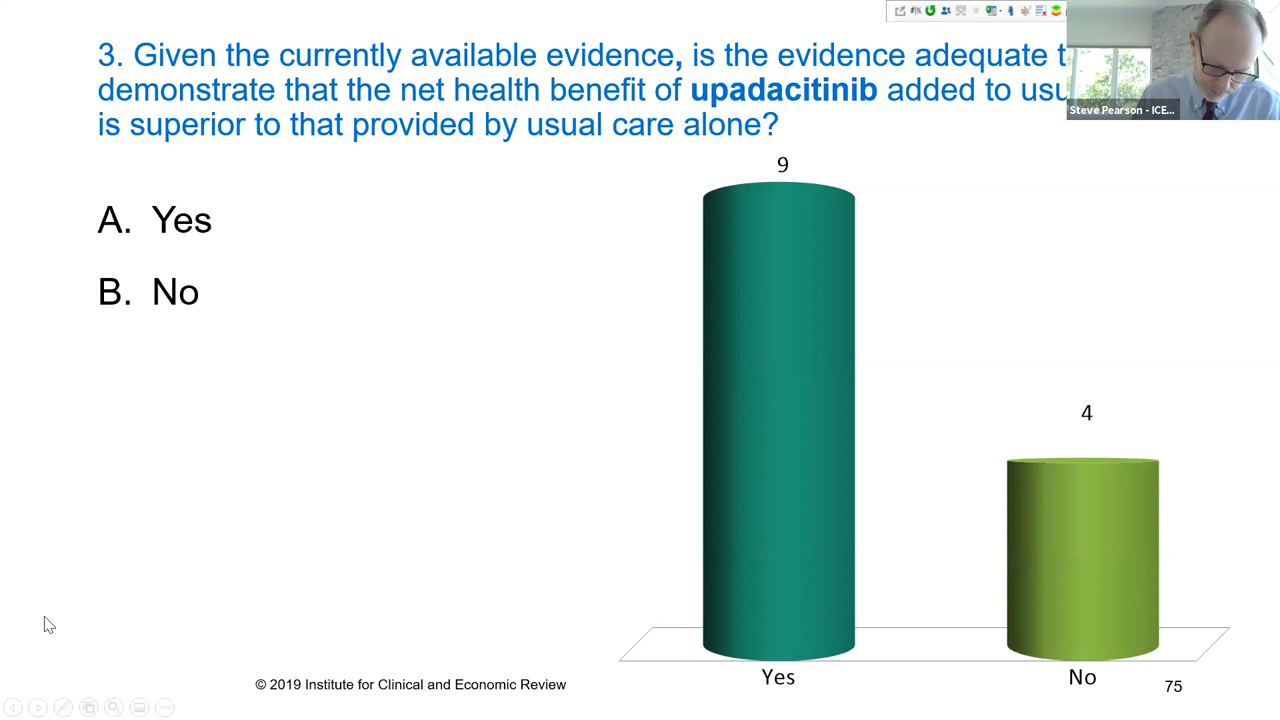 3. Given the currently available evidence, is the evidence adequate t
demonstrate that the net health benefit of upadacitinib added to usu
is superior to that provided by usual care alone?
Steve Pearson - ICE...
A. Yes
B. No
9
4
Yes
No
© 2019 Institute for Clinical and Economic Review
75